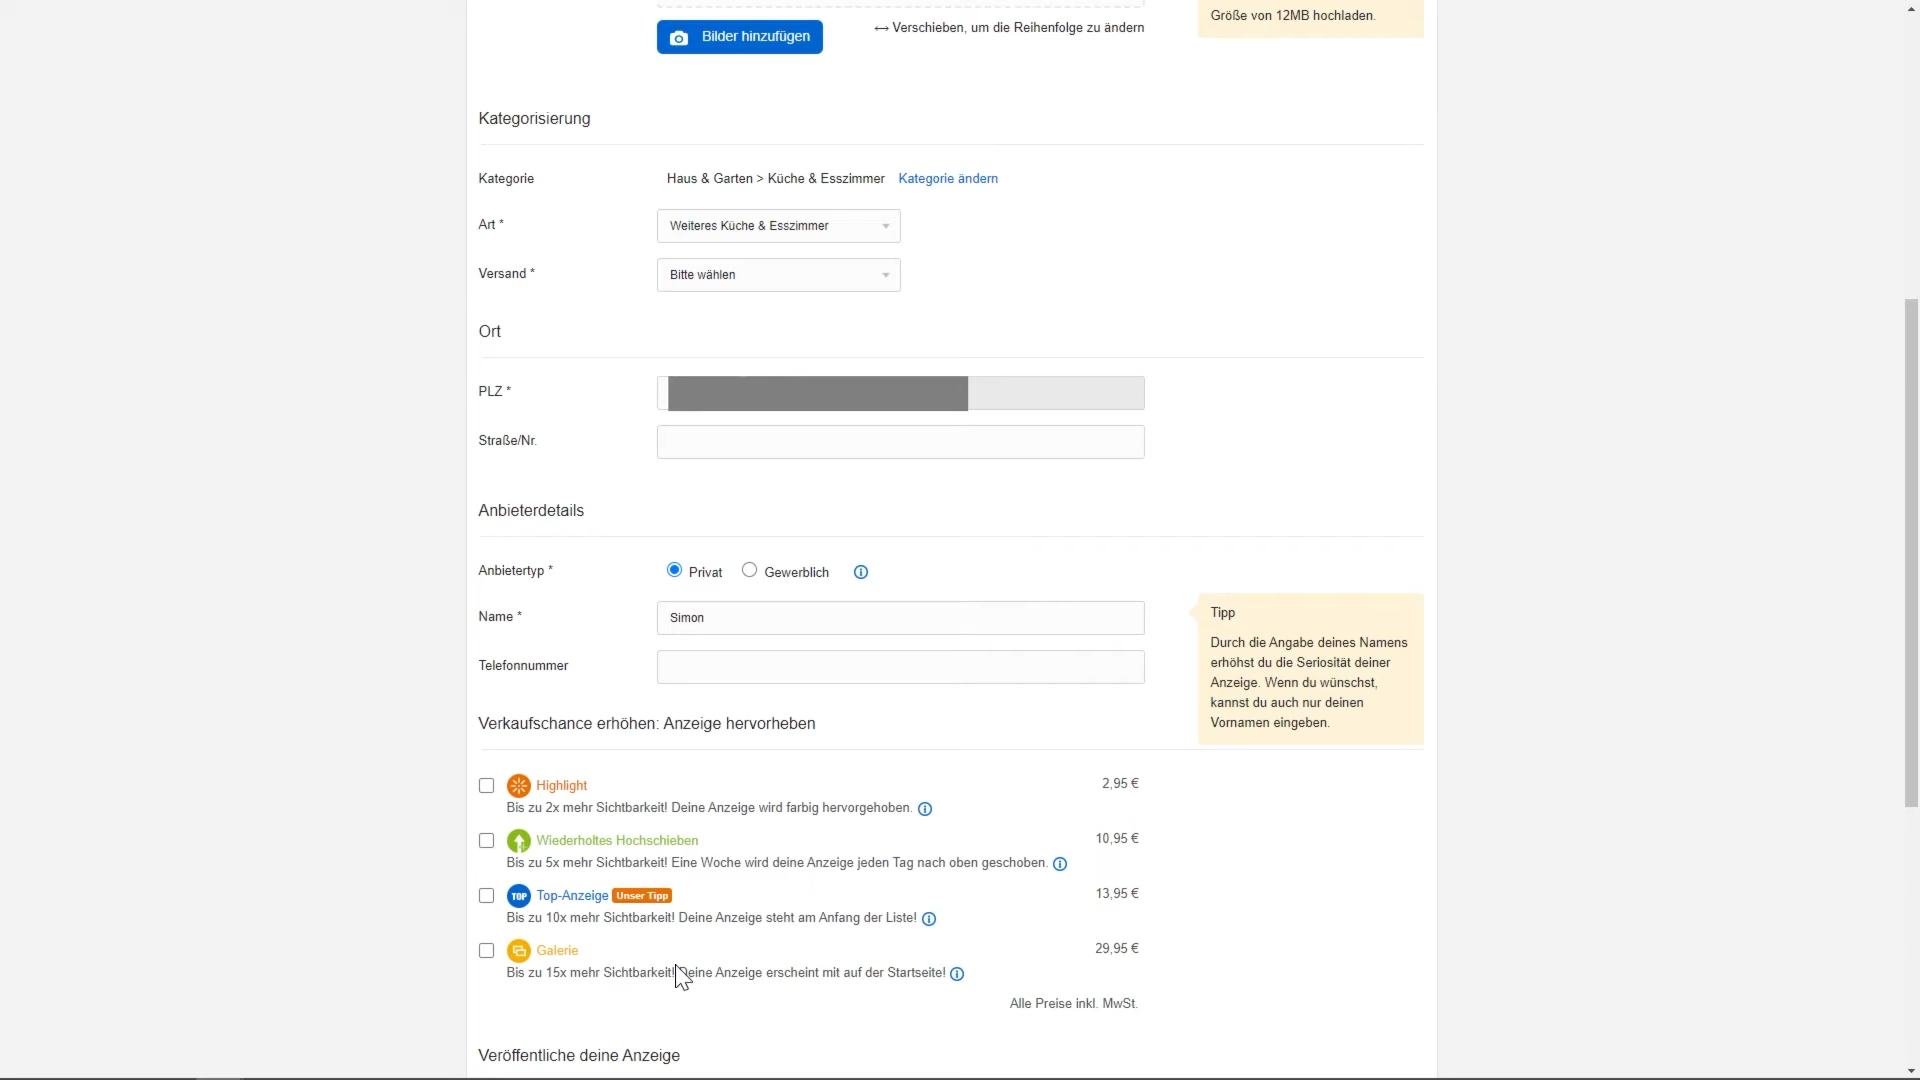 Größe von 12MB hochladen.
Bilder hinzufügen
↔ Verschieben, um die Reihenfolge zu ändern
Kategorisierung
Kategorie
Haus & Garten > Küche & Esszimmer Kategorie ändern
Art *
Weiteres Küche & Esszimmer
Versand *
Bitte wählen
Ort
PLZ *
Straße/Nr.
Anbieterdetails
Anbietertyp *
Privat
Gewerblich
Name *
Simon
Telefonnummer
Tipp
Durch die Angabe deines Namens
erhöhst du die Seriosität deiner
Anzeige. Wenn du wünschst,
kannst du auch nur deinen
Vornamen eingeben.
Verkaufschance erhöhen: Anzeige hervorheben
Highlight
2,95 €
Bis zu 2x mehr Sichtbarkeit! Deine Anzeige wird farbig hervorgehoben.
Wiederholtes Hochschieben
10,95 €
Bis zu 5x mehr Sichtbarkeit! Eine Woche wird deine Anzeige jeden Tag nach oben geschoben.
TOP Top-Anzeige Unser Tipp
13,95 €
Bis zu 10x mehr Sichtbarkeit! Deine Anzeige steht am Anfang der Liste!
Galerie
29,95 €
Bis zu 15x mehr Sichtbarkeit! Deine Anzeige erscheint mit auf der Startseite!
Alle Preise inkl. MwSt.
Veröffentliche deine Anzeige